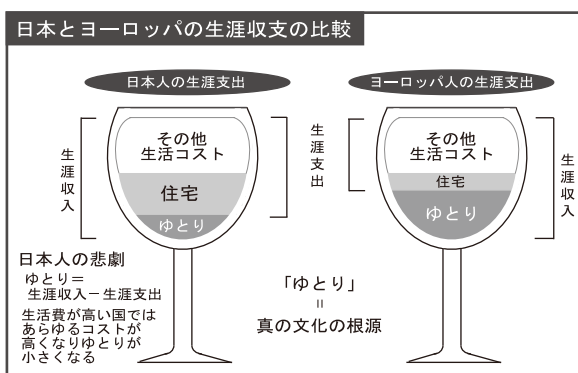 日本とヨーロッパの生涯収支の比較
日本人の生涯支出
ヨーロッパ人の生涯支出
生涯収入
その他
生活コスト
住宅
ゆとり
生涯支出
その他
生活コスト
住宅
ゆとり
生涯収入
日本人の悲劇
ゆとり＝
生涯収入－生涯支出
生活費が高い国では
あらゆるコストが
高くなりゆとりが
小さくなる
「ゆとり」
＝
真の文化の根源